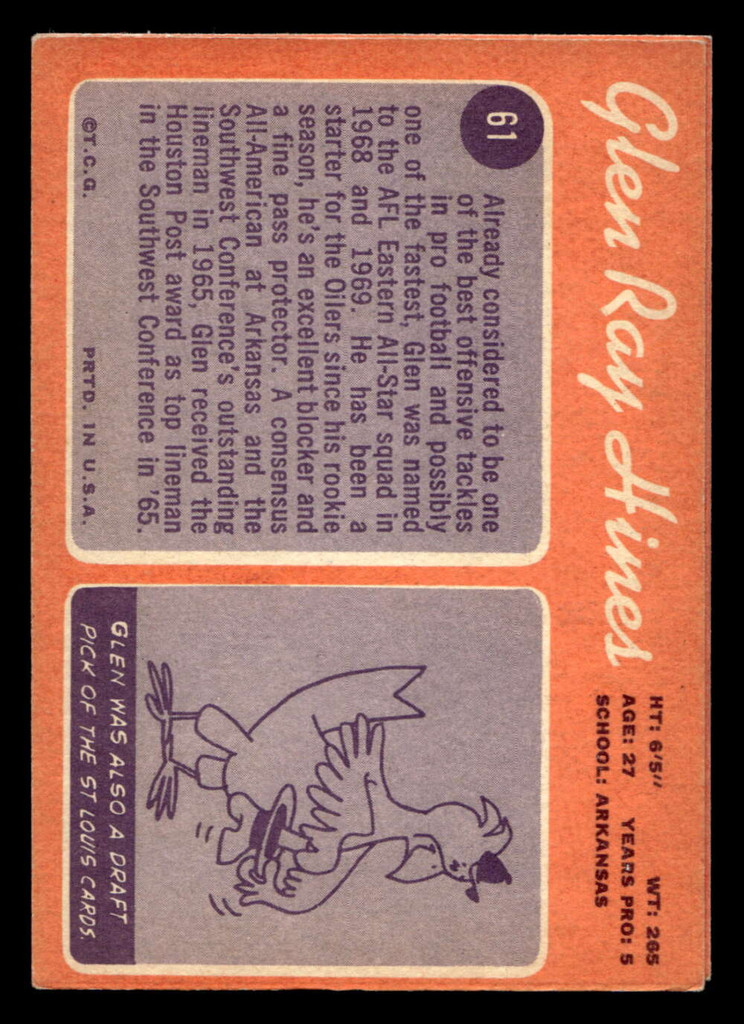 Glen Ray Hines
HT: 6'5" WT: 265
AGE: 27 YEARS PRO: 5
SCHOOL: ARKANSAS
61
Already considered to be one
of the best offensive tackles
in pro football and possibly
one of the fastest, Glen was named
to the AFL Eastern All-Star squad in
1968 and 1969. He has been a
starter for the Oilers since his rookie
season, he's an excellent blocker and
a fine pass protector. A consensus
All-American at Arkansas and the
Southwest Conference's outstanding
lineman in 1965, Glen received the
Houston Post award as top lineman
in the Southwest Conference in '65.
©T.C.G. PRTD. IN U.S.A.
GLEN WAS ALSO A DRAFT
PICK OF THE ST LOUIS CARDS.